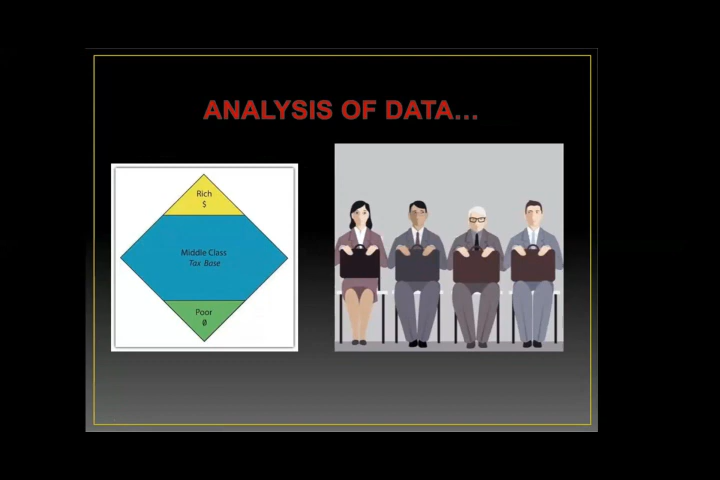 ANALYSIS OF DATA...
Rich
$
Middle Class
Tax Base
Poor
Ø